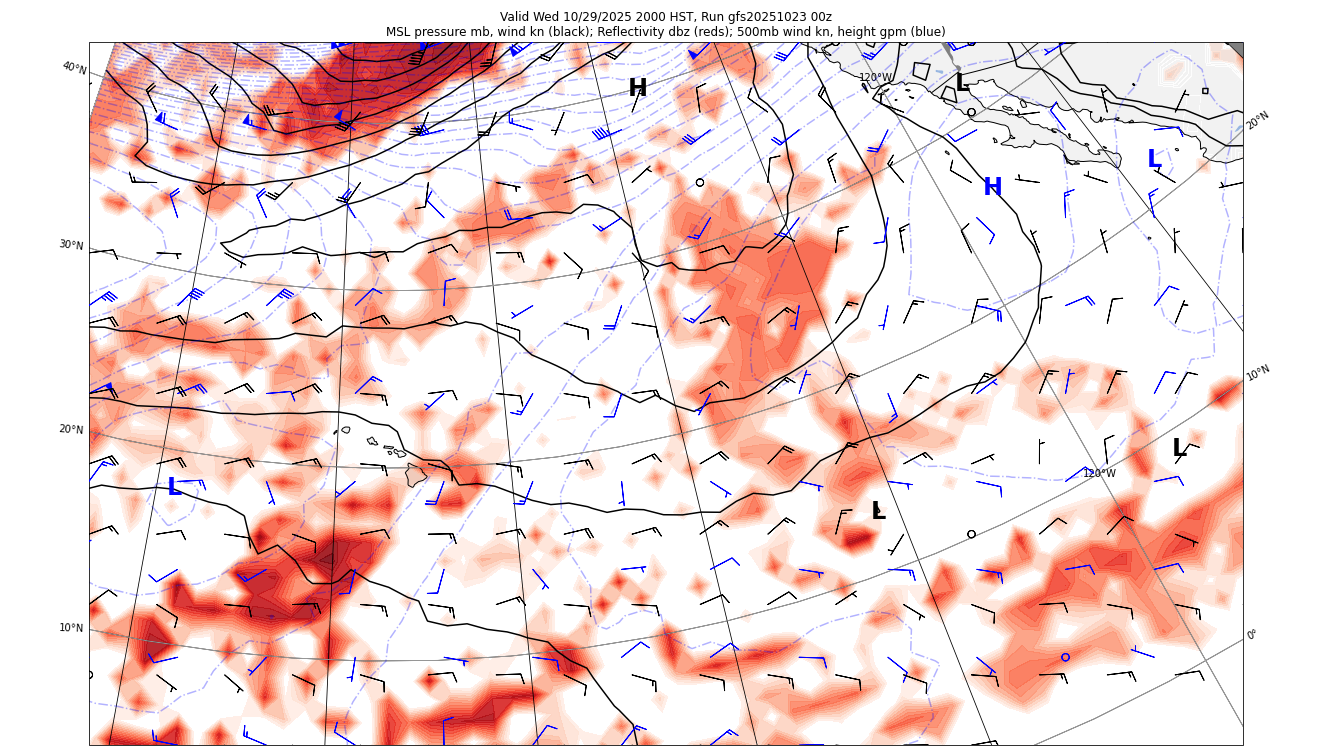 Valid Wed 10/29/2025 2000 HST, Run gfs20251023 00z
MSL pressure mb, wind kn (black); Reflectivity dbz (reds); 500mb wind kn, height gpm (blue)
40°N
120°W
L
H
20°N
L
H
30°N
10°N
20°N
L
120°W
L
L
10°N
0°